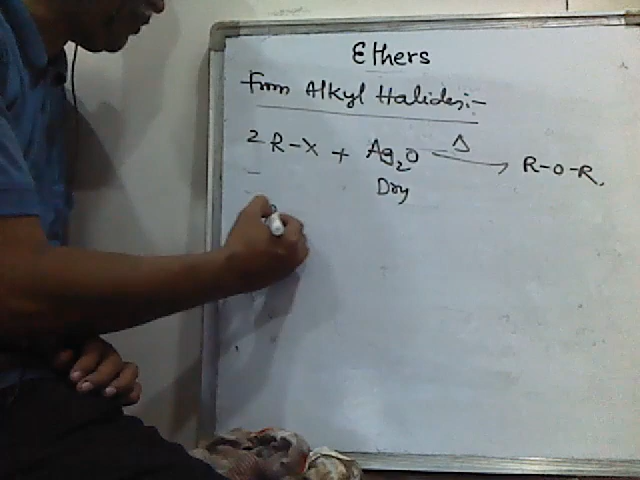 Ethers
from Alkyl Halides:-
2 R-X + Ag₂O Δ→ R-O-R.
Dry